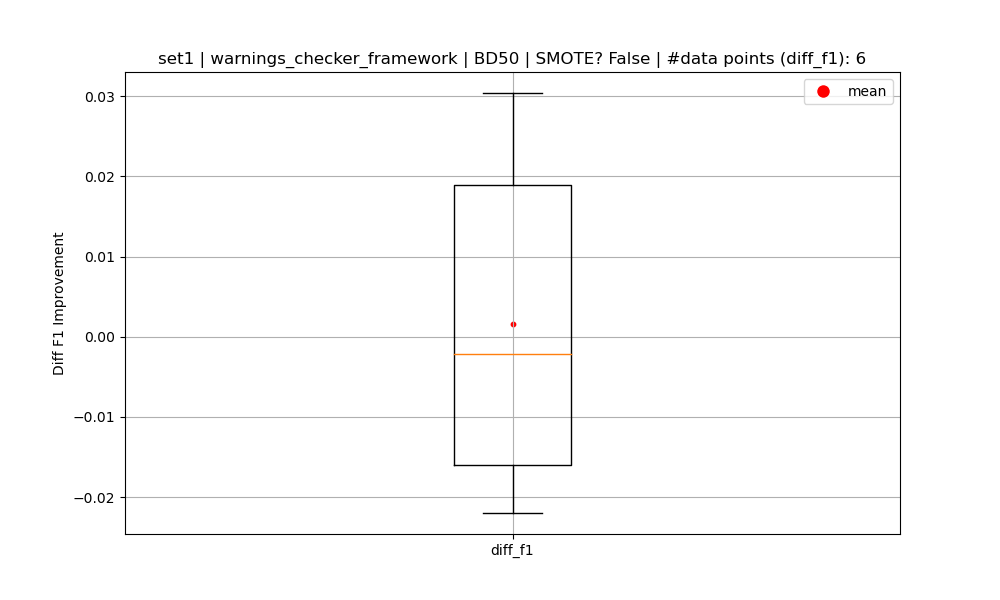 set1 | warnings_checker_framework | BD50 | SMOTE? False | #data points (diff_f1): 6
mean
0.03
0.02
0.01
0.00
−0.01
−0.02
Diff F1 Improvement
diff_f1